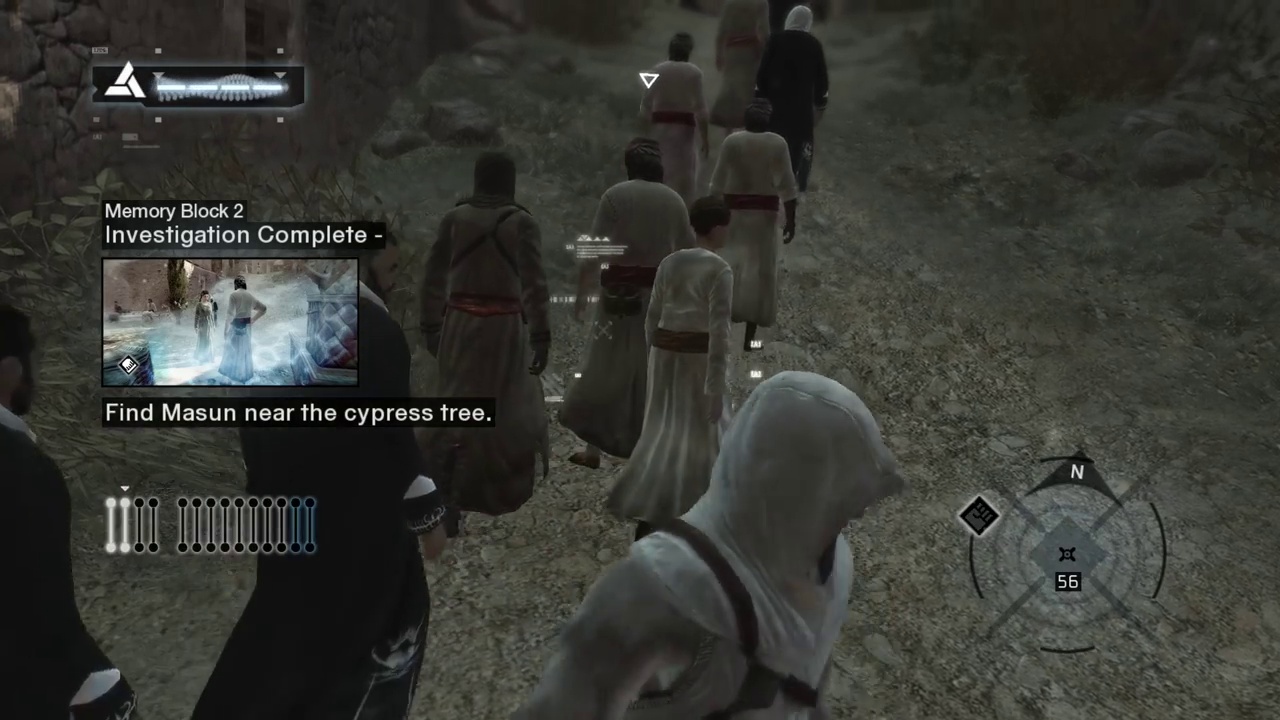 Memory Block 2
Investigation Complete -
Find Masun near the cypress tree.
N
56